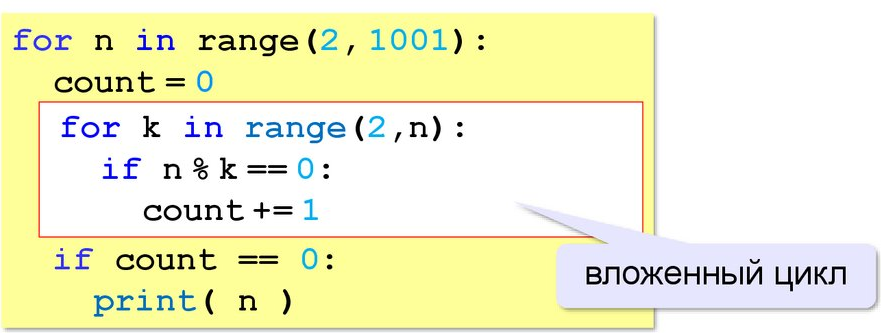 for n in range(2,1001):
count = 0
for k in range(2,n):
if n % k == 0:
count += 1
if count == 0:
print( n )
вложенный цикл